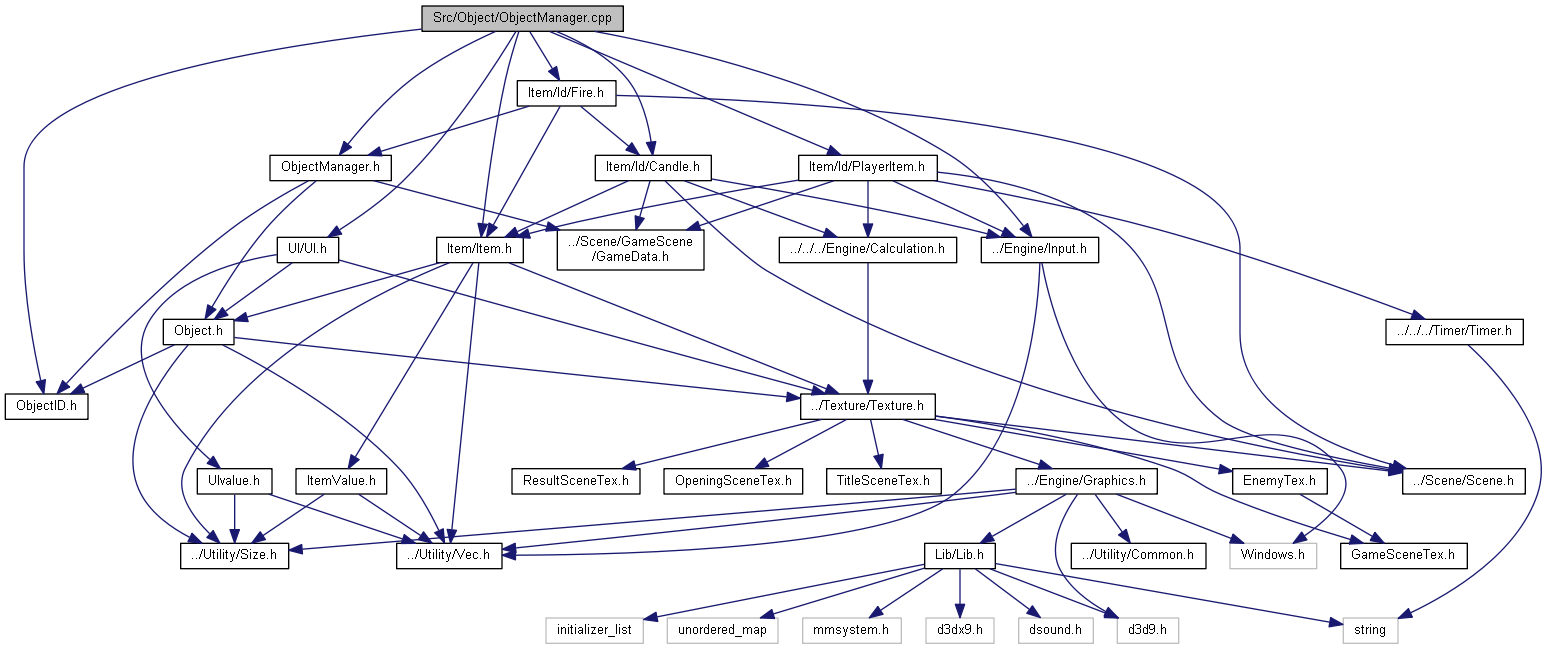 Src/Object/ObjectManager.cpp
Item/Id/Fire.h
ObjectManager.h
Item/Id/Candle.h
Item/Id/PlayerItem.h
UI/UI.h
Item/Item.h
../Scene/GameScene
/GameData.h
../../../Engine/Calculation.h
../Engine/Input.h
Object.h
../../../Timer/Timer.h
ObjectID.h
../Texture/Texture.h
UIvalue.h
ItemValue.h
ResultSceneTex.h
OpeningSceneTex.h
TitleSceneTex.h
../Engine/Graphics.h
EnemyTex.h
../Scene/Scene.h
../Utility/Size.h
../Utility/Vec.h
Lib/Lib.h
../Utility/Common.h
Windows.h
GameSceneTex.h
initializer_list
unordered_map
mmsystem.h
d3dx9.h
dsound.h
d3d9.h
string